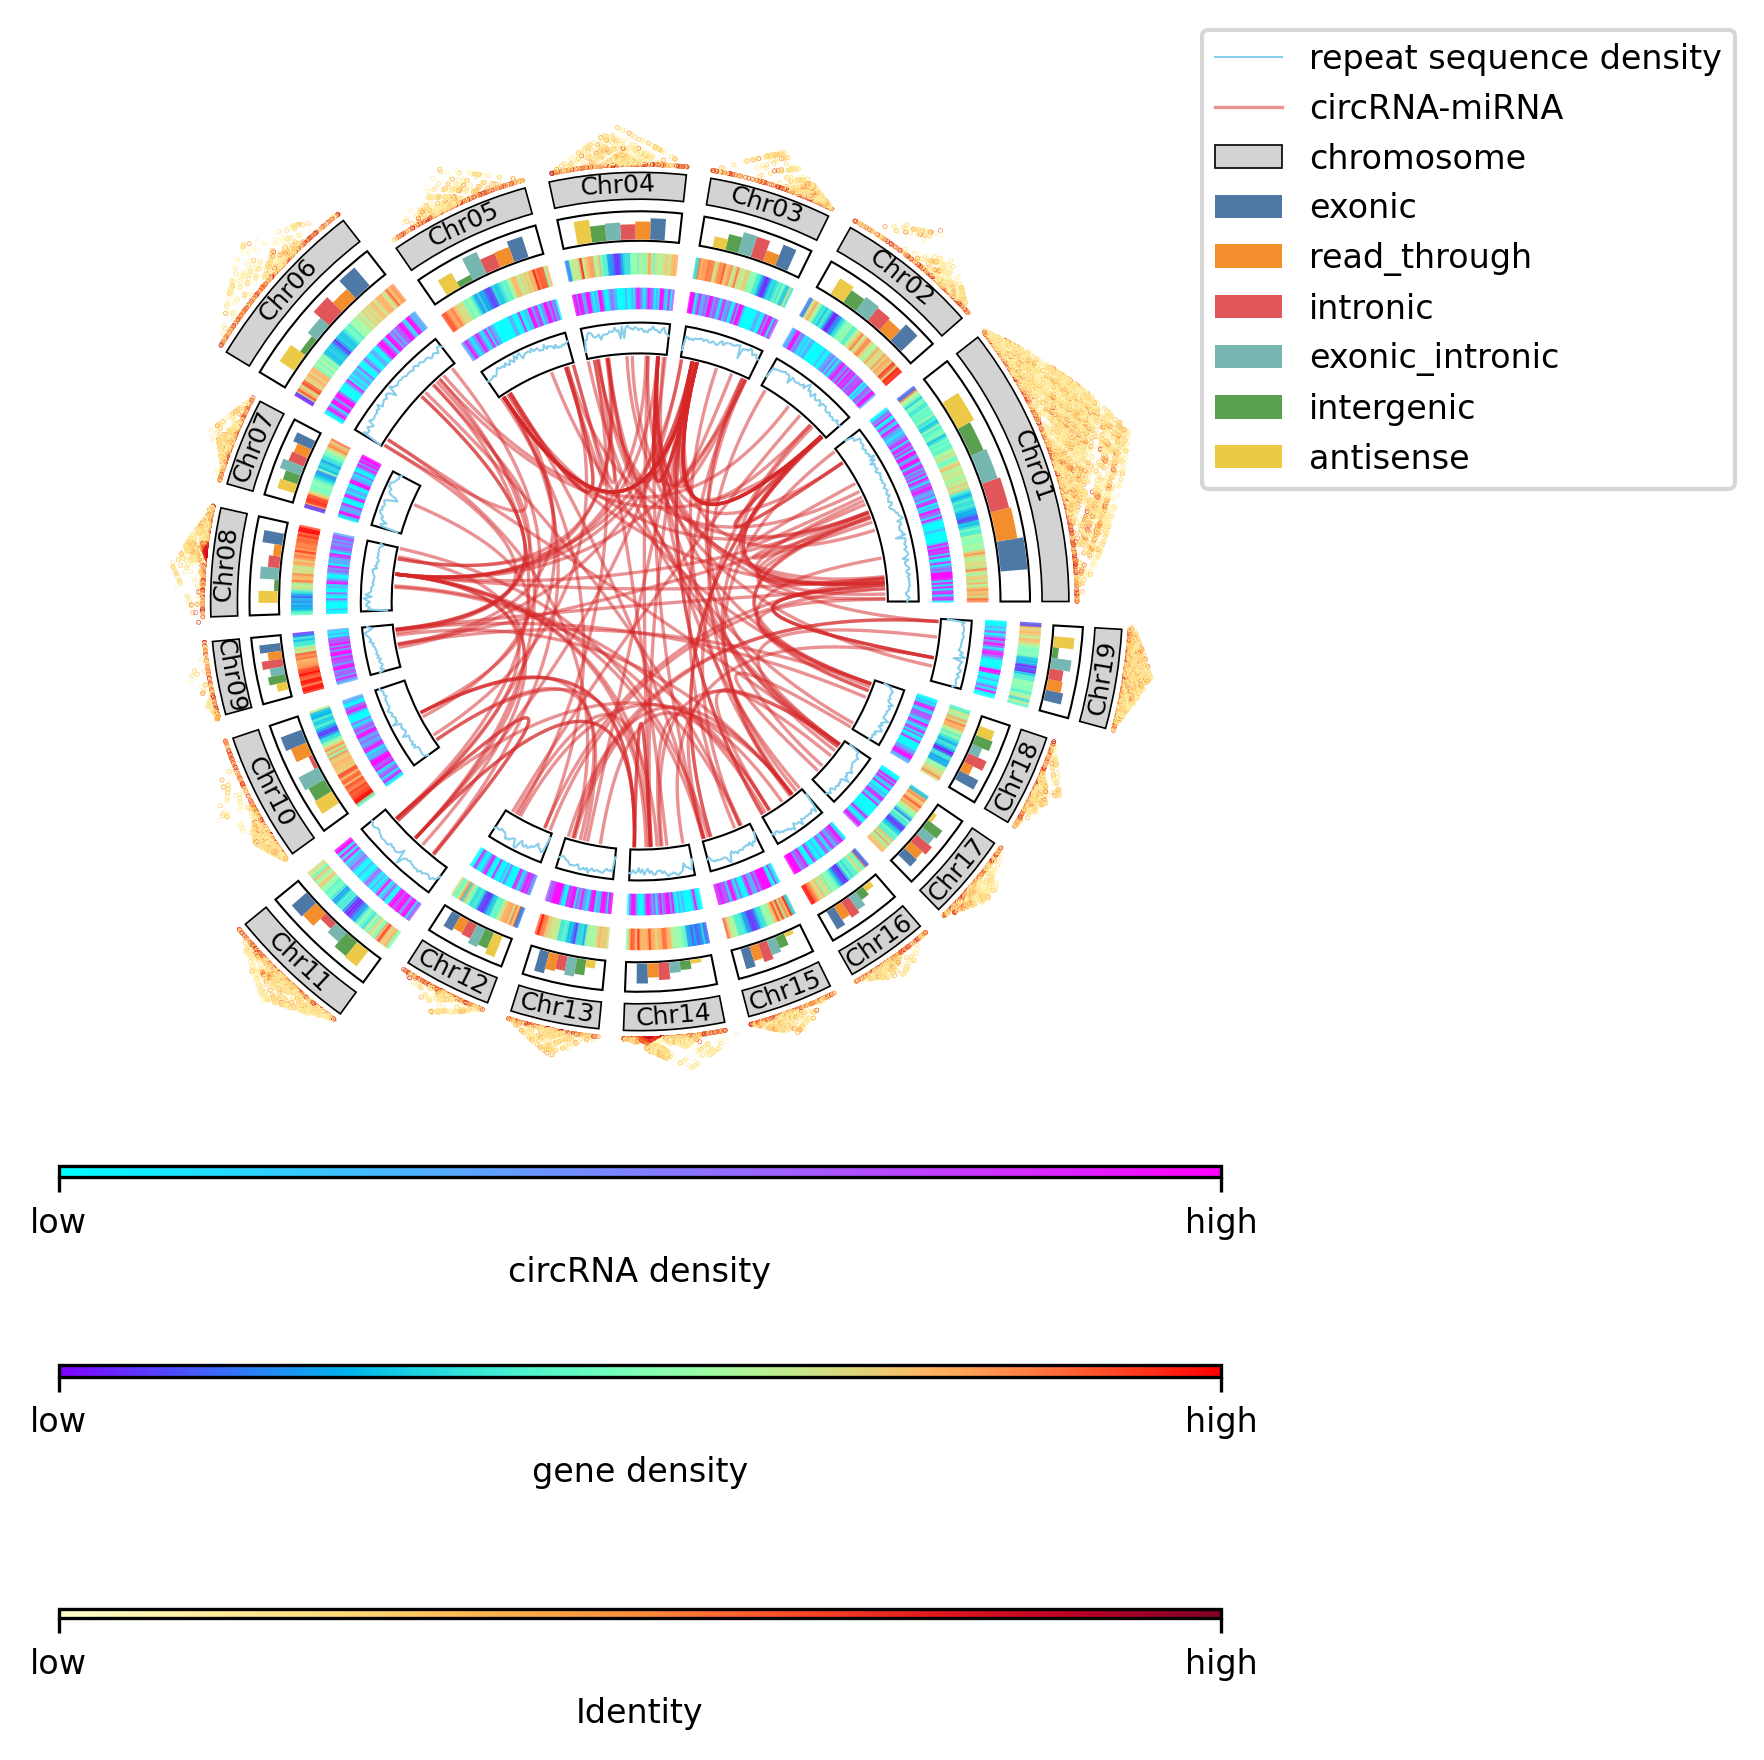 repeat sequence density
circRNA-miRNA
chromosome
exonic
read_through
intronic
exonic_intronic
intergenic
antisense
Chr04
Chr03
Chr05
Chr02
Chr06
Chr01
Chr07
Chr08
Chr09
Chr19
Chr10
Chr18
Chr17
Chr11
Chr16
Chr12
Chr15
Chr13
Chr14
low high
circRNA density
low high
gene density
low high
Identity